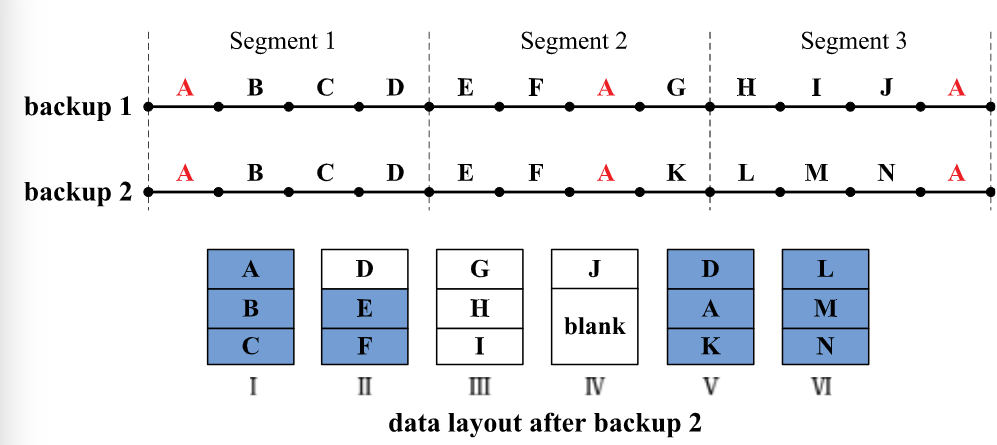 Segment 1 Segment 2 Segment 3
A B C D E F A G H I J A
backup 1
A B C D E F A K L M N A
backup 2
A D G J D L
B E H blank A M
C F I K N
I II III IV V VI
data layout after backup 2